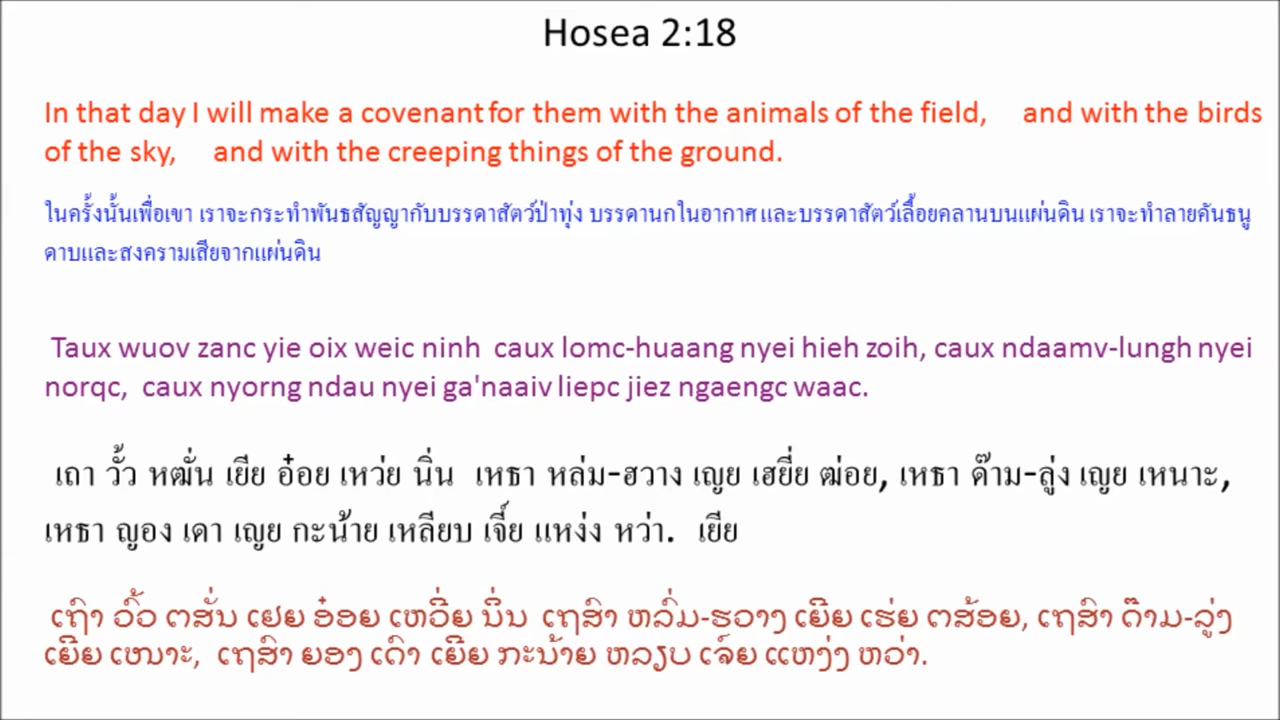 Hosea 2:18
In that day I will make a covenant for them with the animals of the field, and with the birds
of the sky, and with the creeping things of the ground.
ในครั้งนั้นเพื่อเขา เราจะกระทำพันธสัญญากับบรรดาสัตว์ป่าทุ่ง บรรดานกในอากาศ และบรรดาสัตว์เลื้อยคลานบนแผ่นดิน เราจะทำลายคันธนู
ดาบและสงครามเสียจากแผ่นดิน
Taux wuov zanc yie oix weic ninh caux lomc-huaang nyei hieh zoih, caux ndaamv-lungh nyei
norqc, caux nyorng ndau nyei ga'naaiv liepc jiez ngaengc waac.
เถา วั้ว หฒั่น เยีย อ๋อย เหว่ย นิ่น เหธา หล่ม-ฮวาง เญย เฮยี่ย ฒ่อย, เหธา ด๊าม-ลู่ง เญย เหนาะ,
เหธา ญอง เดา เญย กะน้าย เหลียบ เจี๋ย แหง่ง หว่า. เยีย
ເຖົາ ວົ້ວ ຕສັ່ນ ເຢຍ ອ໋ອຍ ເຫວີ່ຍ ນິ່ນ ເຖສົາ ຫລົ່ມ-ຮວາງ ເຍີຍ ເຮ່ຍ ຕສ້ອຍ, ເຖສົາ ດ໊າມ-ລູ່ງ
ເຍີຍ ເໜາະ, ເຖສົາ ຍອງ ເດົາ ເຍີຍ ກະນ້າຍ ຫລຽບ ເຈ໌ຍ ແຫງ່ງ ຫວ່າ.